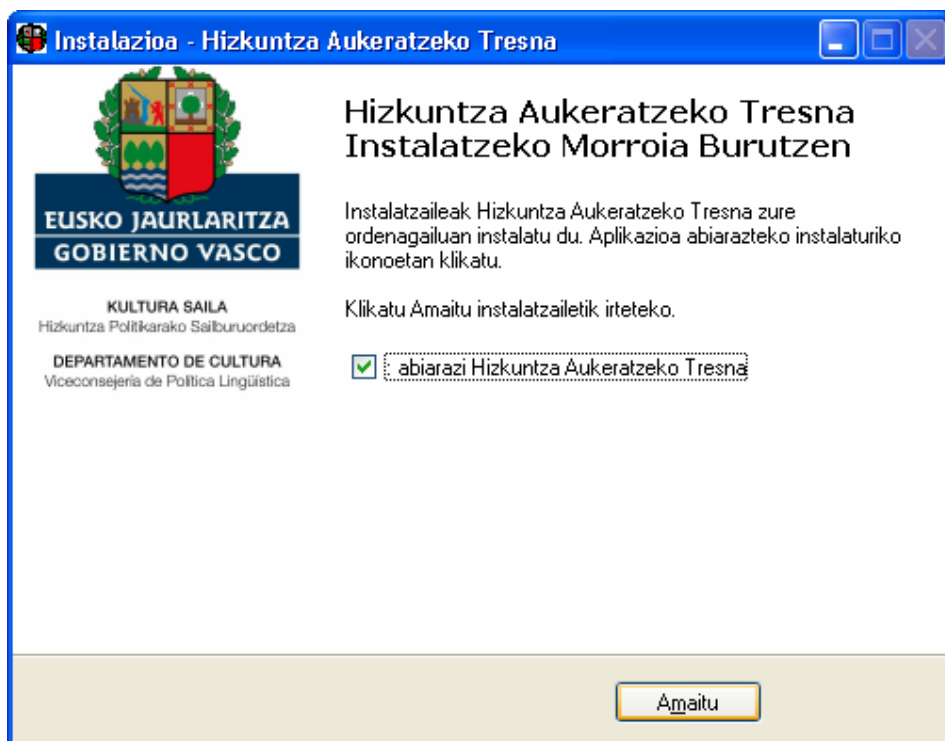 Instalazioa - Hizkuntza Aukeratzeko Tresna
EUSKO JAURLARITZA
GOBIERNO VASCO
KULTURA SAILA
Hizkuntza Politikarako Sailburuordetza
DEPARTAMENTO DE CULTURA
Viceconsejería de Política Lingüística
Hizkuntza Aukeratzeko Tresna
Instalatzeko Morroia Burutzen
Instalatzaileak Hizkuntza Aukeratzeko Tresna zure
ordenagailuan instalatu du. Aplikazioa abiarazteko instalaturiko
ikonoetan klikatu.
Klikatu Amaitu instalatzailetik irteteko.
: abiarazi Hizkuntza Aukeratzeko Tresna
Amaitu